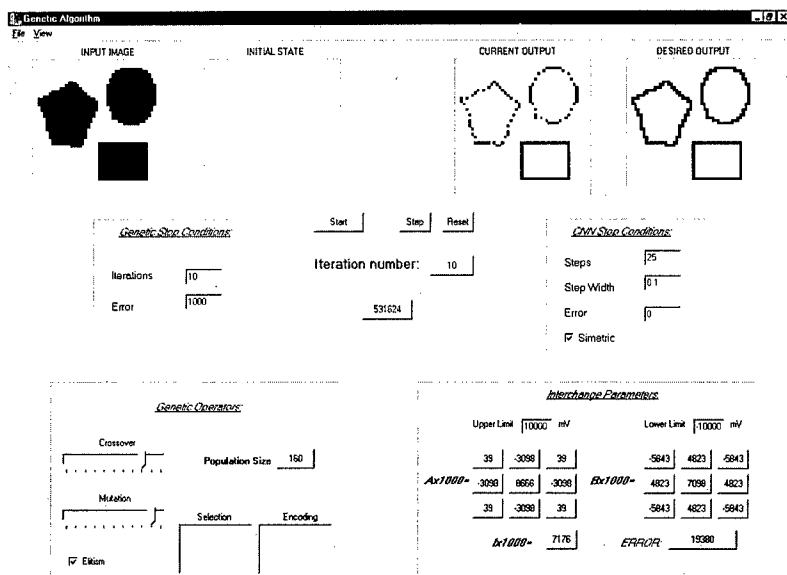 Genetic Algorithm
File View
INPUT IMAGE INITIAL STATE CURRENT OUTPUT DESIRED OUTPUT
Start Step Reset
Genetic Stop Conditions:
CNN Stop Conditions:
Iteration number: 10
Iterations 10
Error 1000
531624
Steps 25
Step Width 0.1
Error 0
Simetric
Genetic Operators:
Interchange Parameters:
Upper Limit 10000 mV Lower Limit -10000 mV
Crossover
Population Size 160
39 -3098 39
Ax1000= -3098 8666 -3098
39 -3098 39
-5843 4823 -5843
Bx1000= 4823 7098 4823
-5843 4823 -5843
Mutation
Selection Encoding
Elitism
Ix1000= 7176 ERROR: 19380